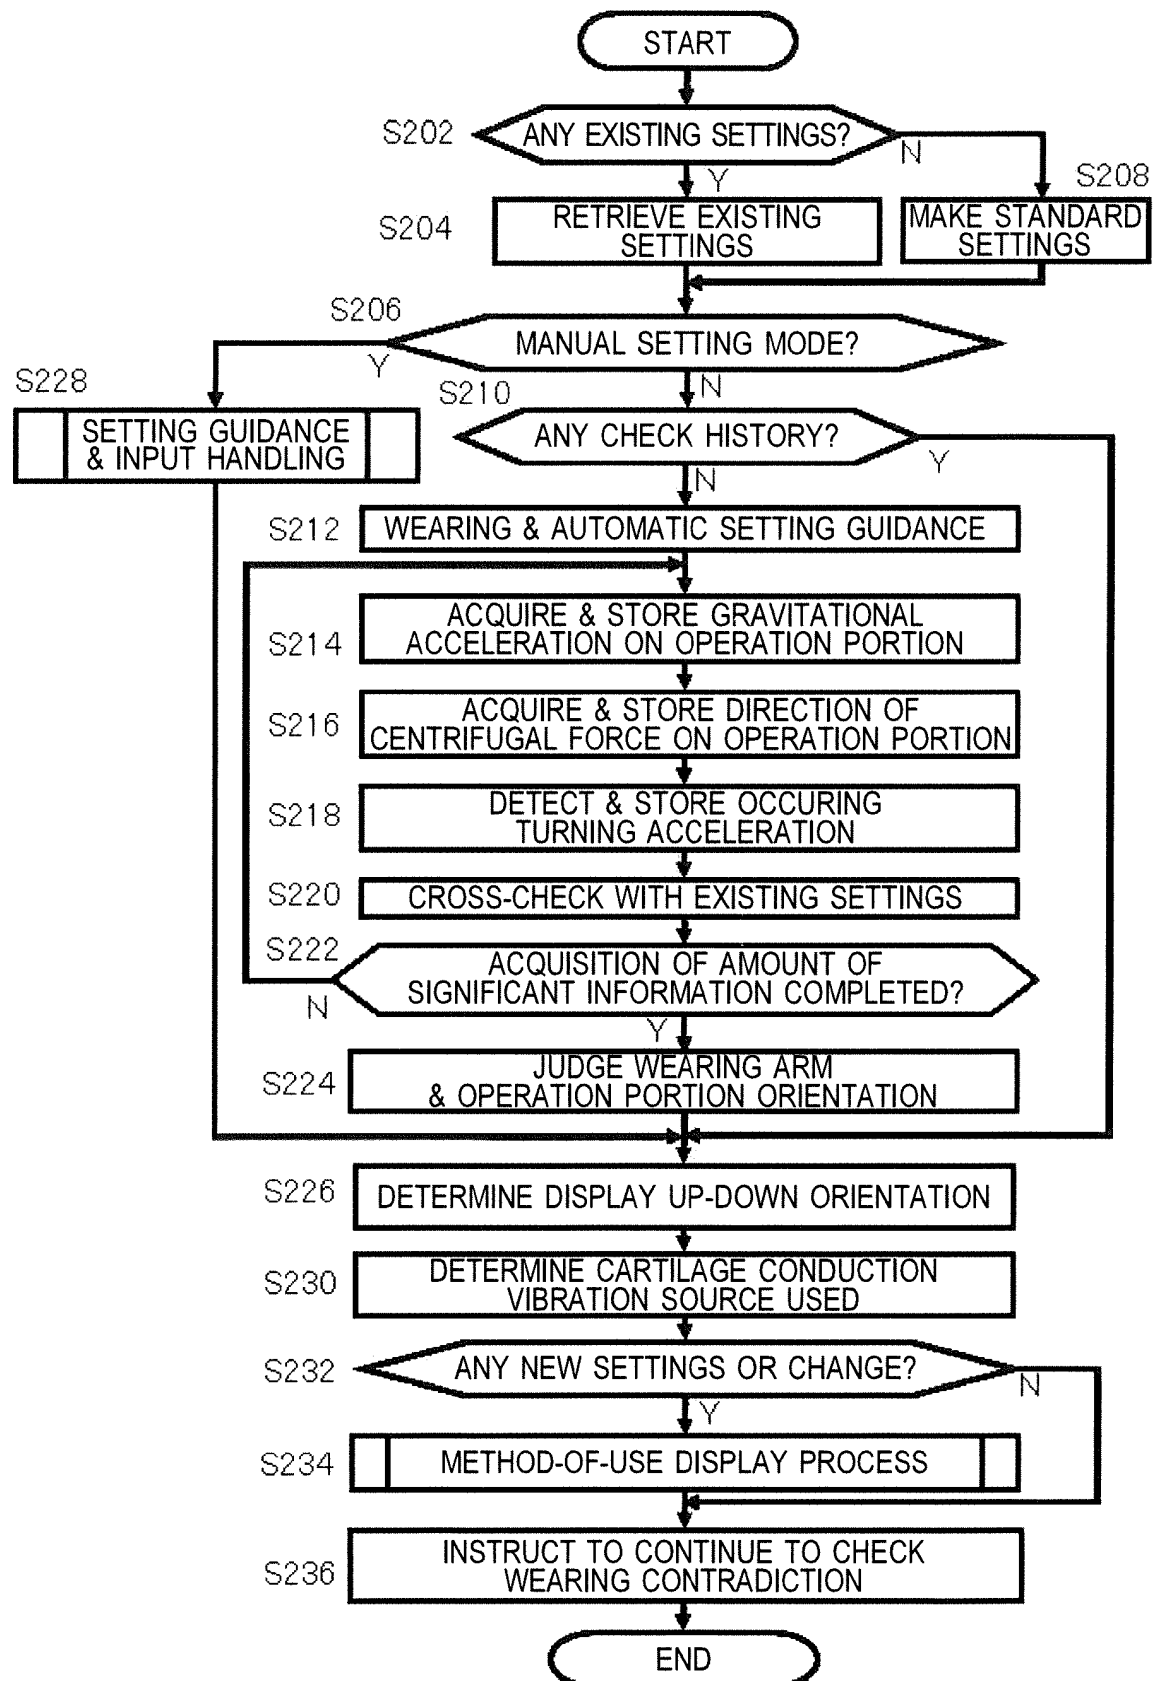 START
S202
ANY EXISTING SETTINGS?
N
Y
S208
S204
RETRIEVE EXISTING
SETTINGS
MAKE STANDARD
SETTINGS
S206
MANUAL SETTING MODE?
Y
N
S228
SETTING GUIDANCE
& INPUT HANDLING
S210
ANY CHECK HISTORY?
Y
N
S212
WEARING & AUTOMATIC SETTING GUIDANCE
S214
ACQUIRE & STORE GRAVITATIONAL
ACCELERATION ON OPERATION PORTION
S216
ACQUIRE & STORE DIRECTION OF
CENTRIFUGAL FORCE ON OPERATION PORTION
S218
DETECT & STORE OCCURING
TURNING ACCELERATION
S220
CROSS-CHECK WITH EXISTING SETTINGS
S222
ACQUISITION OF AMOUNT OF
SIGNIFICANT INFORMATION COMPLETED?
N
Y
S224
JUDGE WEARING ARM
& OPERATION PORTION ORIENTATION
S226
DETERMINE DISPLAY UP-DOWN ORIENTATION
S230
DETERMINE CARTILAGE CONDUCTION
VIBRATION SOURCE USED
S232
ANY NEW SETTINGS OR CHANGE?
N
Y
S234
METHOD-OF-USE DISPLAY PROCESS
S236
INSTRUCT TO CONTINUE TO CHECK
WEARING CONTRADICTION
END